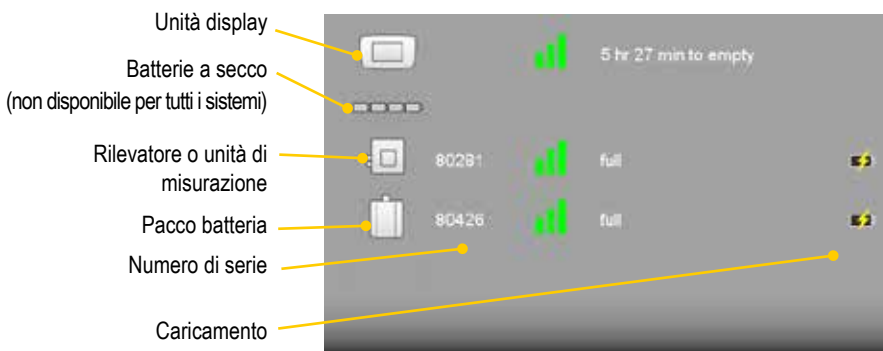 Unità display
5 hr 27 min to empty
Batterie a secco
(non disponibile per tutti i sistemi)
Rilevatore o unità di
misurazione
80281 full
Pacco batteria
80426 full
Numero di serie
Caricamento